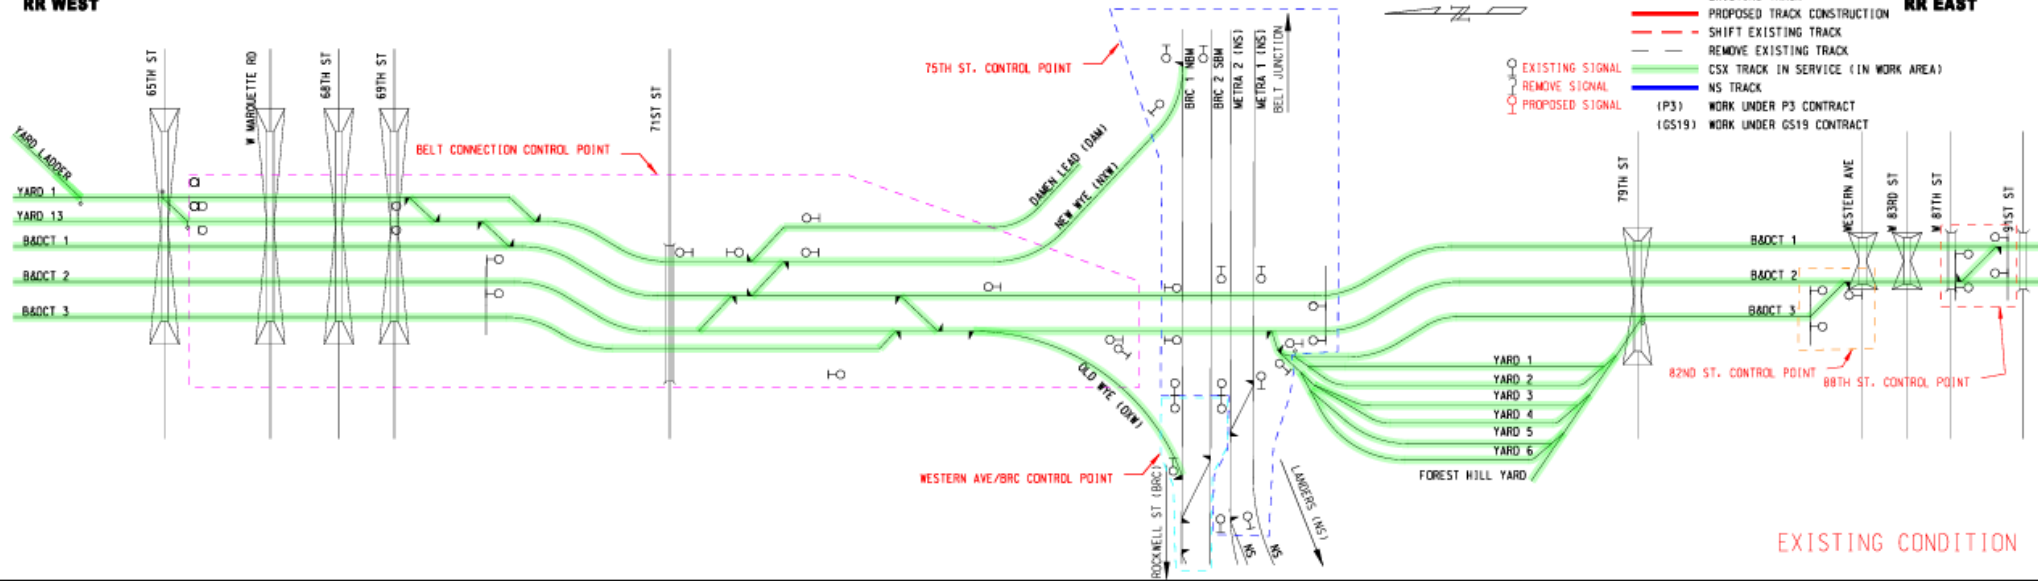 RR WEST
RR EAST
PROPOSED TRACK CONSTRUCTION
SHIFT EXISTING TRACK
REMOVE EXISTING TRACK
CSX TRACK IN SERVICE (IN WORK AREA)
NS TRACK
(P3) WORK UNDER P3 CONTRACT
(GS19) WORK UNDER GS19 CONTRACT
EXISTING SIGNAL
REMOVE SIGNAL
PROPOSED SIGNAL
N
65TH ST
W MARQUETTE RD
68TH ST
69TH ST
71ST ST
75TH ST. CONTROL POINT
BRC 1 NBM
BRC 2 SBM
METRA 2 (NS)
METRA 1 (NS)
BELT JUNCTION
BELT CONNECTION CONTROL POINT
YARD LADDER
YARD 1
YARD 13
B&OCT 1
B&OCT 2
B&OCT 3
DAMEN LEAD (DAM)
NEW WYE (NXW)
OLD WYE (OXW)
WESTERN AVE/BRC CONTROL POINT
ROCKWELL ST (BRC)
NS
NS
LANDERS (NS)
79TH ST
WESTERN AVE
W 83RD ST
W 87TH ST
91ST ST
B&OCT 1
B&OCT 2
B&OCT 3
82ND ST. CONTROL POINT
88TH ST. CONTROL POINT
YARD 1
YARD 2
YARD 3
YARD 4
YARD 5
YARD 6
FOREST HILL YARD
EXISTING CONDITION